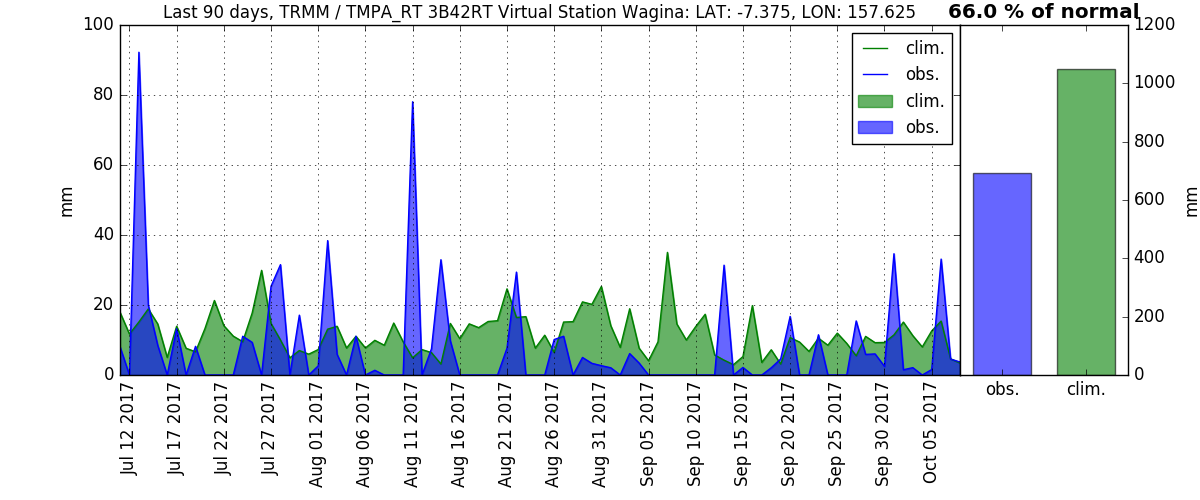 Last 90 days, TRMM / TMPA_RT 3B42RT Virtual Station Wagina: LAT: -7.375, LON: 157.625
66.0 % of normal
mm
100
80
60
40
20
0
clim.
obs.
clim.
obs.
1200
1000
800
600
400
200
0
mm
Jul 12 2017
Jul 17 2017
Jul 22 2017
Jul 27 2017
Aug 01 2017
Aug 06 2017
Aug 11 2017
Aug 16 2017
Aug 21 2017
Aug 26 2017
Aug 31 2017
Sep 05 2017
Sep 10 2017
Sep 15 2017
Sep 20 2017
Sep 25 2017
Sep 30 2017
Oct 05 2017
obs.
clim.